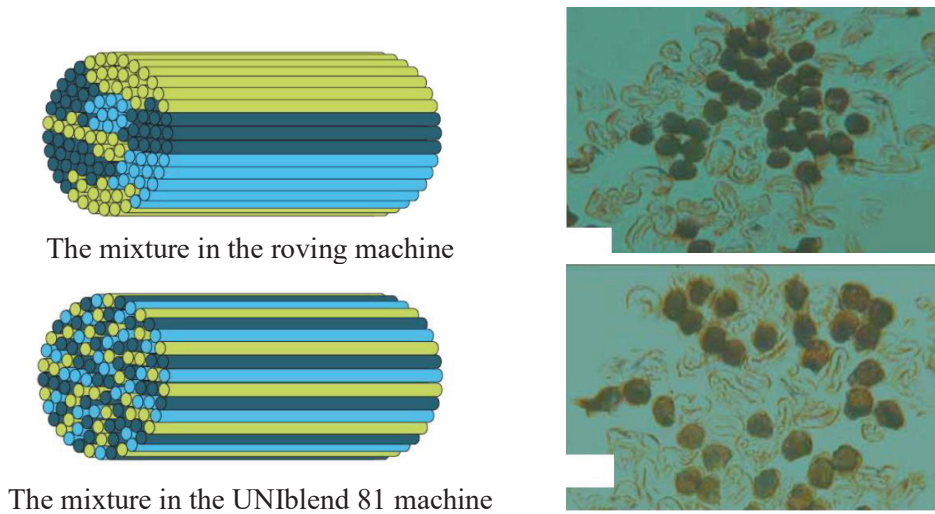 The mixture in the roving machine
The mixture in the UNIblend 81 machine